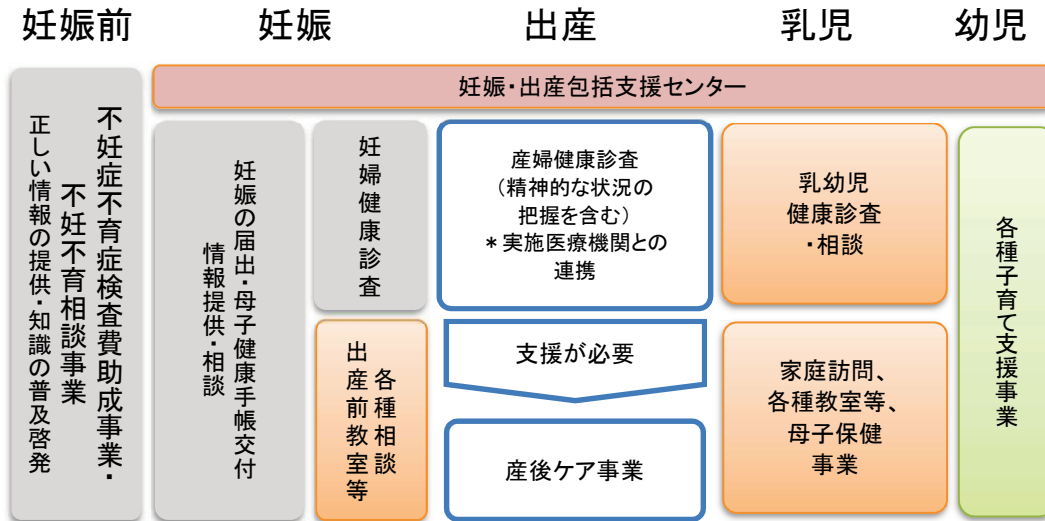 妊娠前
妊娠
出産
乳児
幼児
妊娠・出産包括支援センター
不妊症不育症検査費助成事業・
不妊不育相談事業
正しい情報の提供・知識の普及啓発
妊娠の届出・母子健康手帳交付
情報提供・相談
妊婦健康診査
各種相談
出産前教室等
産婦健康診査
（精神的な状況の
把握を含む）
＊実施医療機関との
連携
支援が必要
産後ケア事業
乳幼児
健康診査
・相談
家庭訪問、
各種教室等、
母子保健
事業
各種子育て支援事業